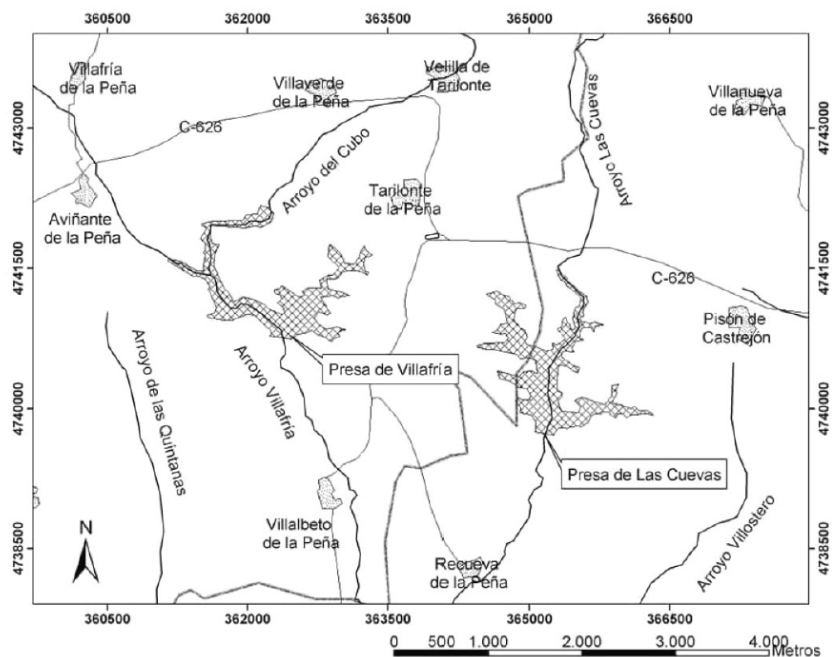 360500 362000 363500 365000 366500
Villafría
de la Peña
Villaverde
de la Peña
Velilla de
Tarilonte
Villanueva
de la Peña
4743000
4743000
C-626
Arroyo del Cubo
Arroyo Las Cuevas
Tarilonte
de la Peña
Aviñante
de la Peña
4741500
4741500
C-626
Pisón de
Castrejón
Presa de Villafría
Arroyo de las Quintanas
Arroyo Villafría
4740000
4740000
Presa de Las Cuevas
Villalbeto
de la Peña
Arroyo Villostero
N
4738500
4738500
Recueva
de la Peña
360500 362000 363500 365000 366500
0 500 1.000 2.000 3.000 4.000
Metros